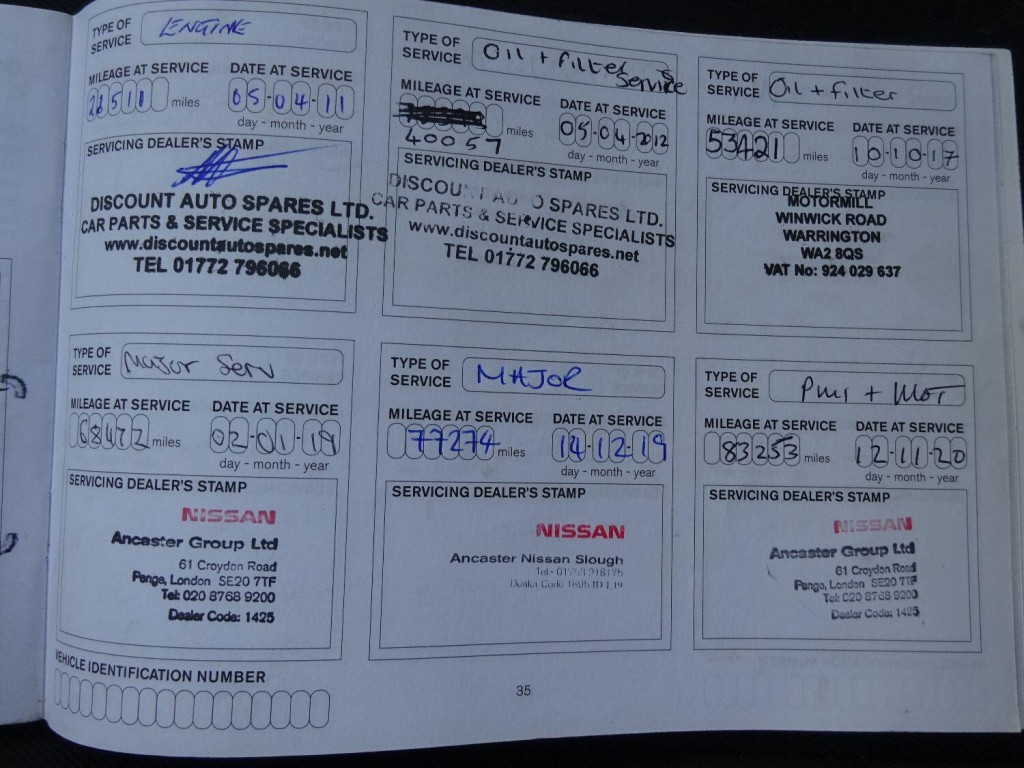 TYPE OF SERVICE ENGINE
MILEAGE AT SERVICE DATE AT SERVICE
miles 05-04-11
day - month - year
SERVICING DEALER'S STAMP
DISCOUNT AUTO SPARES LTD.
CAR PARTS & SERVICE SPECIALISTS
www.discountautospares.net
TEL 01772 796066
TYPE OF SERVICE Oil + filter Service
MILEAGE AT SERVICE DATE AT SERVICE
miles 05-04-2012
40057 day - month - year
SERVICING DEALER'S STAMP
DISCOUNT AUTO SPARES LTD.
CAR PARTS & SERVICE SPECIALISTS
www.discountautospares.net
TEL 01772 796066
TYPE OF SERVICE Oil + filter
MILEAGE AT SERVICE DATE AT SERVICE
53421 miles 10-10-17
day - month - year
SERVICING DEALER'S STAMP
MOTORMILL
WINWICK ROAD
WARRINGTON
WA2 8QS
VAT No: 924 029 637
TYPE OF SERVICE Major Serv
MILEAGE AT SERVICE DATE AT SERVICE
68472 miles 02-01-19
day - month - year
SERVICING DEALER'S STAMP
NISSAN
Ancaster Group Ltd
61 Croydon Road
Penge, London SE20 7TF
Tel: 020 8768 9200
Dealer Code: 1425
TYPE OF SERVICE MAJOR
MILEAGE AT SERVICE DATE AT SERVICE
77274 miles 14-12-19
day - month - year
SERVICING DEALER'S STAMP
NISSAN
Ancaster Nissan Slough
TYPE OF SERVICE + MOT
MILEAGE AT SERVICE DATE AT SERVICE
83253 miles 12-11-20
day - month - year
SERVICING DEALER'S STAMP
NISSAN
Ancaster Group Ltd
61 Croydon Road
Penge, London SE20 7TF
Tel: 020 8768 9200
Dealer Code: 1425
VEHICLE IDENTIFICATION NUMBER
35